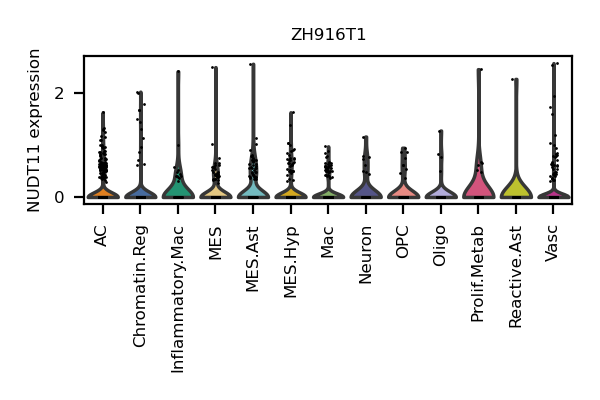 ZH916T1
NUDT11 expression
2
0
AC
Chromatin.Reg
Inflammatory.Mac
MES
MES.Ast
MES.Hyp
Mac
Neuron
OPC
Oligo
Prolif.Metab
Reactive.Ast
Vasc